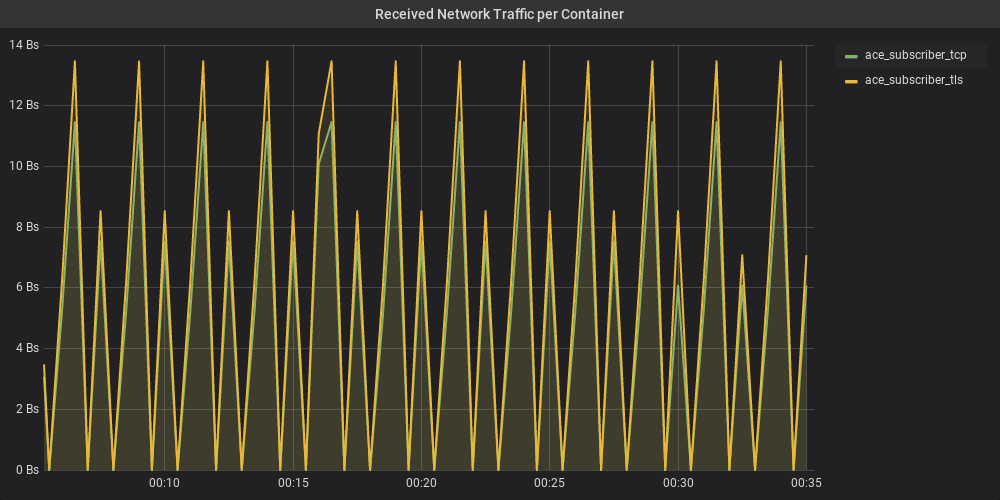 Received Network Traffic per Container
14 Bs
12 Bs
10 Bs
8 Bs
6 Bs
4 Bs
2 Bs
0 Bs
00:10 00:15 00:20 00:25 00:30 00:35
ace_subscriber_tcp
ace_subscriber_tls